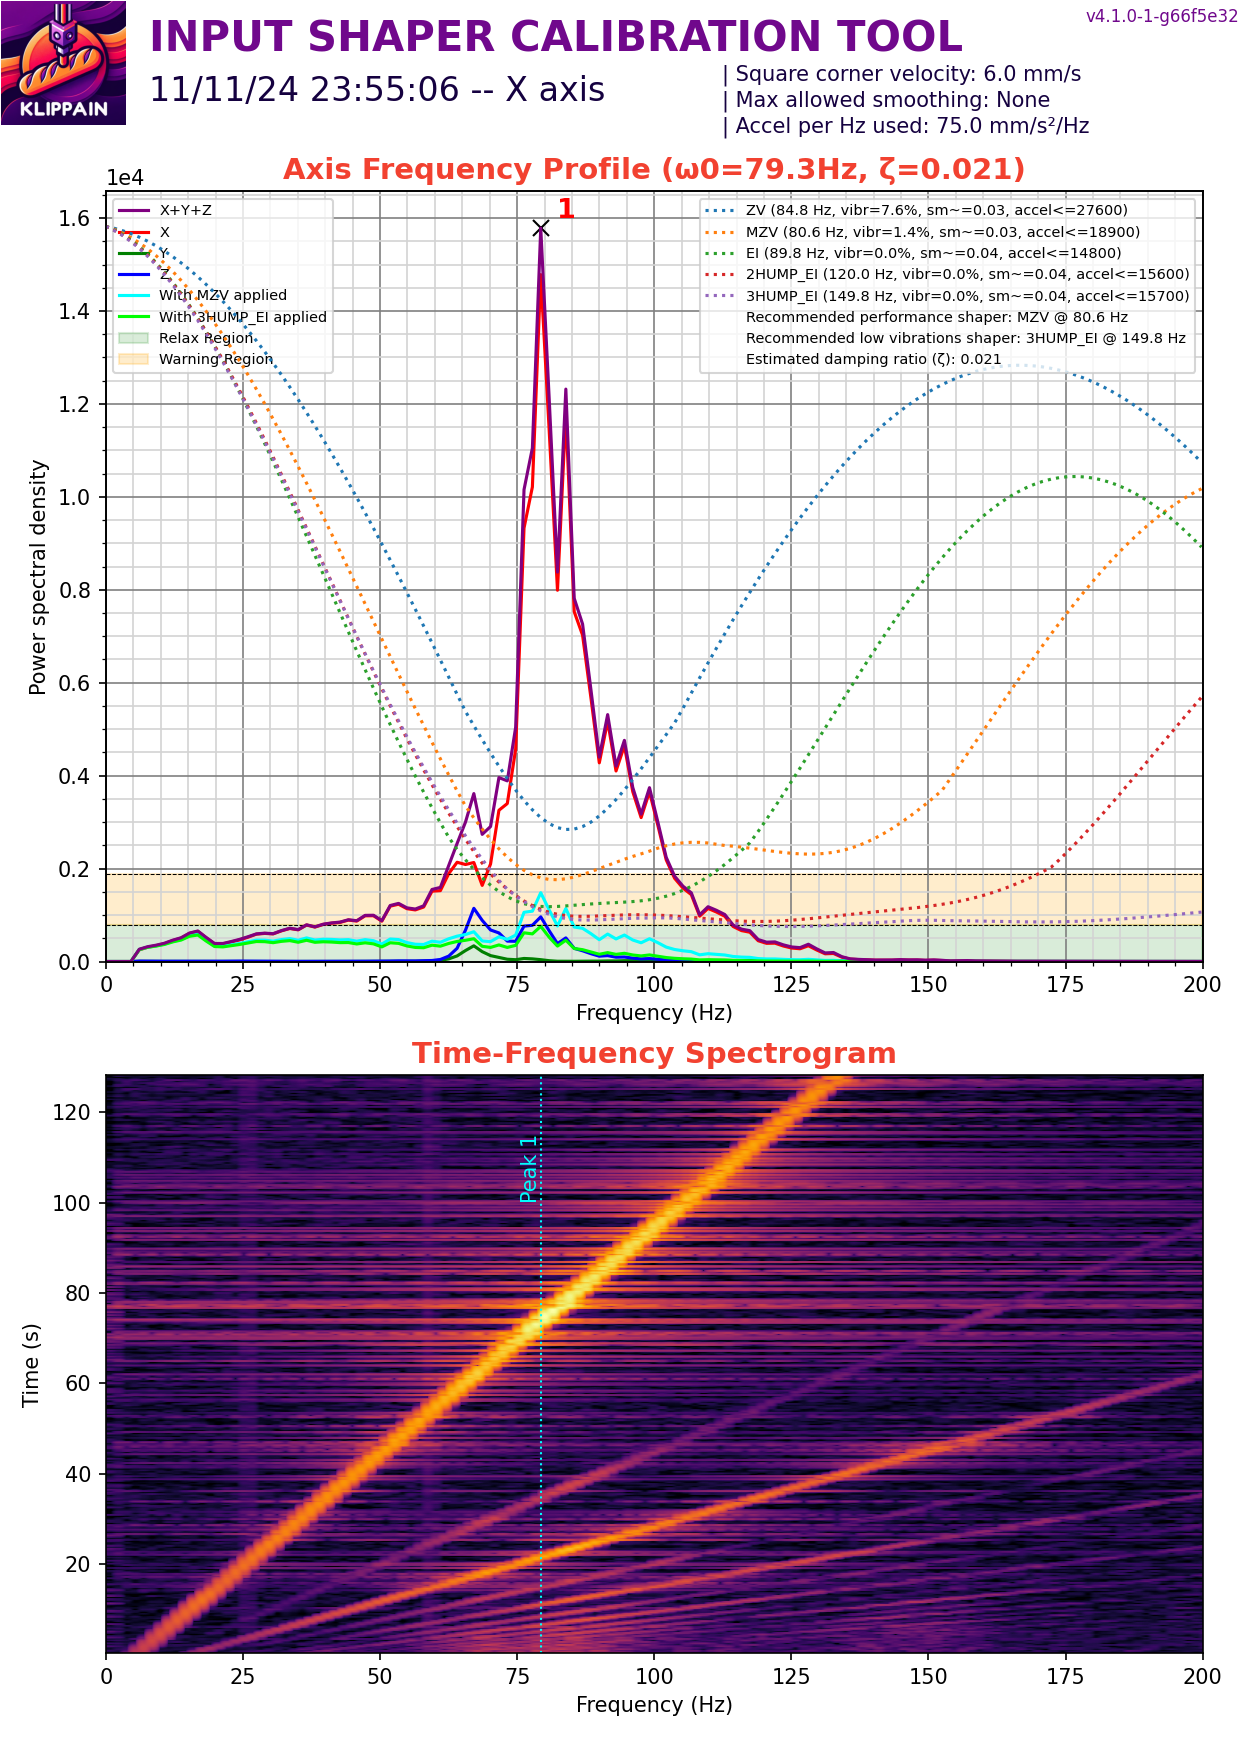 v4.1.0-1-g66f5e32
INPUT SHAPER CALIBRATION TOOL
11/11/24 23:55:06 -- X axis
| Square corner velocity: 6.0 mm/s
| Max allowed smoothing: None
| Accel per Hz used: 75.0 mm/s²/Hz
KLIPPAIN
Axis Frequency Profile (ω0=79.3Hz, ζ=0.021)
1e4
X+Y+Z
X
Y
Z
With MZV applied
With 3HUMP_EI applied
Relax Region
Warning Region
1
ZV (84.8 Hz, vibr=7.6%, sm~=0.03, accel<=27600)
MZV (80.6 Hz, vibr=1.4%, sm~=0.03, accel<=18900)
EI (89.8 Hz, vibr=0.0%, sm~=0.04, accel<=14800)
2HUMP_EI (120.0 Hz, vibr=0.0%, sm~=0.04, accel<=15600)
3HUMP_EI (149.8 Hz, vibr=0.0%, sm~=0.04, accel<=15700)
Recommended performance shaper: MZV @ 80.6 Hz
Recommended low vibrations shaper: 3HUMP_EI @ 149.8 Hz
Estimated damping ratio (ζ): 0.021
Power spectral density
1.6
1.4
1.2
1.0
0.8
0.6
0.4
0.2
0.0
0 25 50 75 100 125 150 175 200
Frequency (Hz)
Time-Frequency Spectrogram
Time (s)
120
100
80
60
40
20
Peak 1
0 25 50 75 100 125 150 175 200
Frequency (Hz)